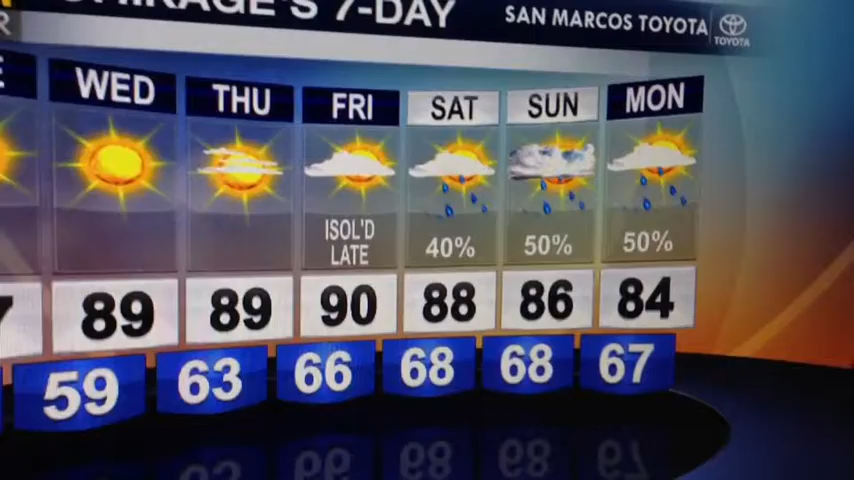 7-DAY
SAN MARCOS TOYOTA
TOYOTA
WED THU FRI SAT SUN MON
ISOL'D
LATE
40% 50% 50%
89 89 90 88 86 84
59 63 66 68 68 67